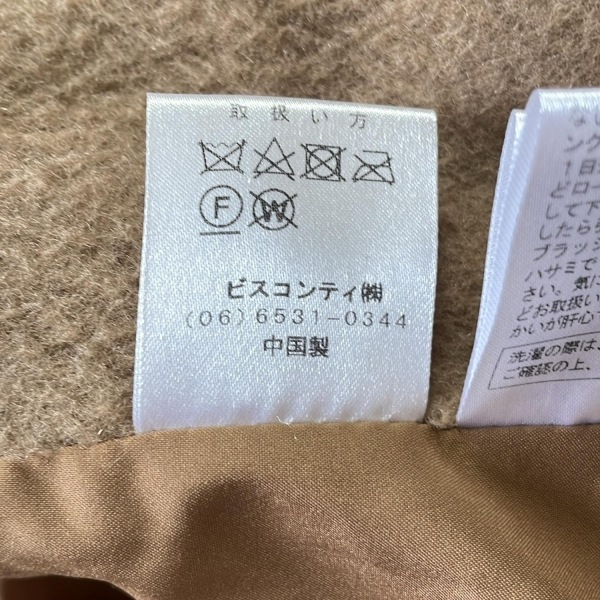 取扱い方
F W
ビスコンティ㈱
(06)6531-0344
中国製
なし
ング
1日
どロー
して下
したら
ブラッシ
ハサミで
さい。気に
どお取扱い
かいが肝心
洗濯の際は、
ご確認の上、